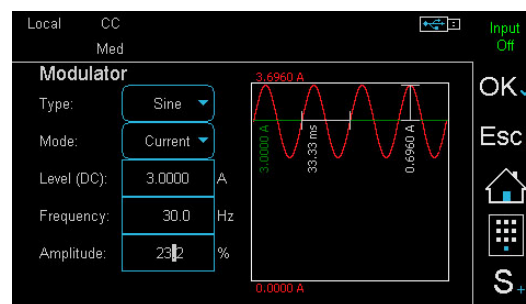 Local CC
Med
Input
Off
Modulator
Type: Sine
Mode: Current
Level (DC): 3.0000 A
Frequency: 30.0 Hz
Amplitude: 23.2 %
3.6960 A
3.0000 A
33.33 ms
0.6960 A
0.0000 A
OK
Esc
S+